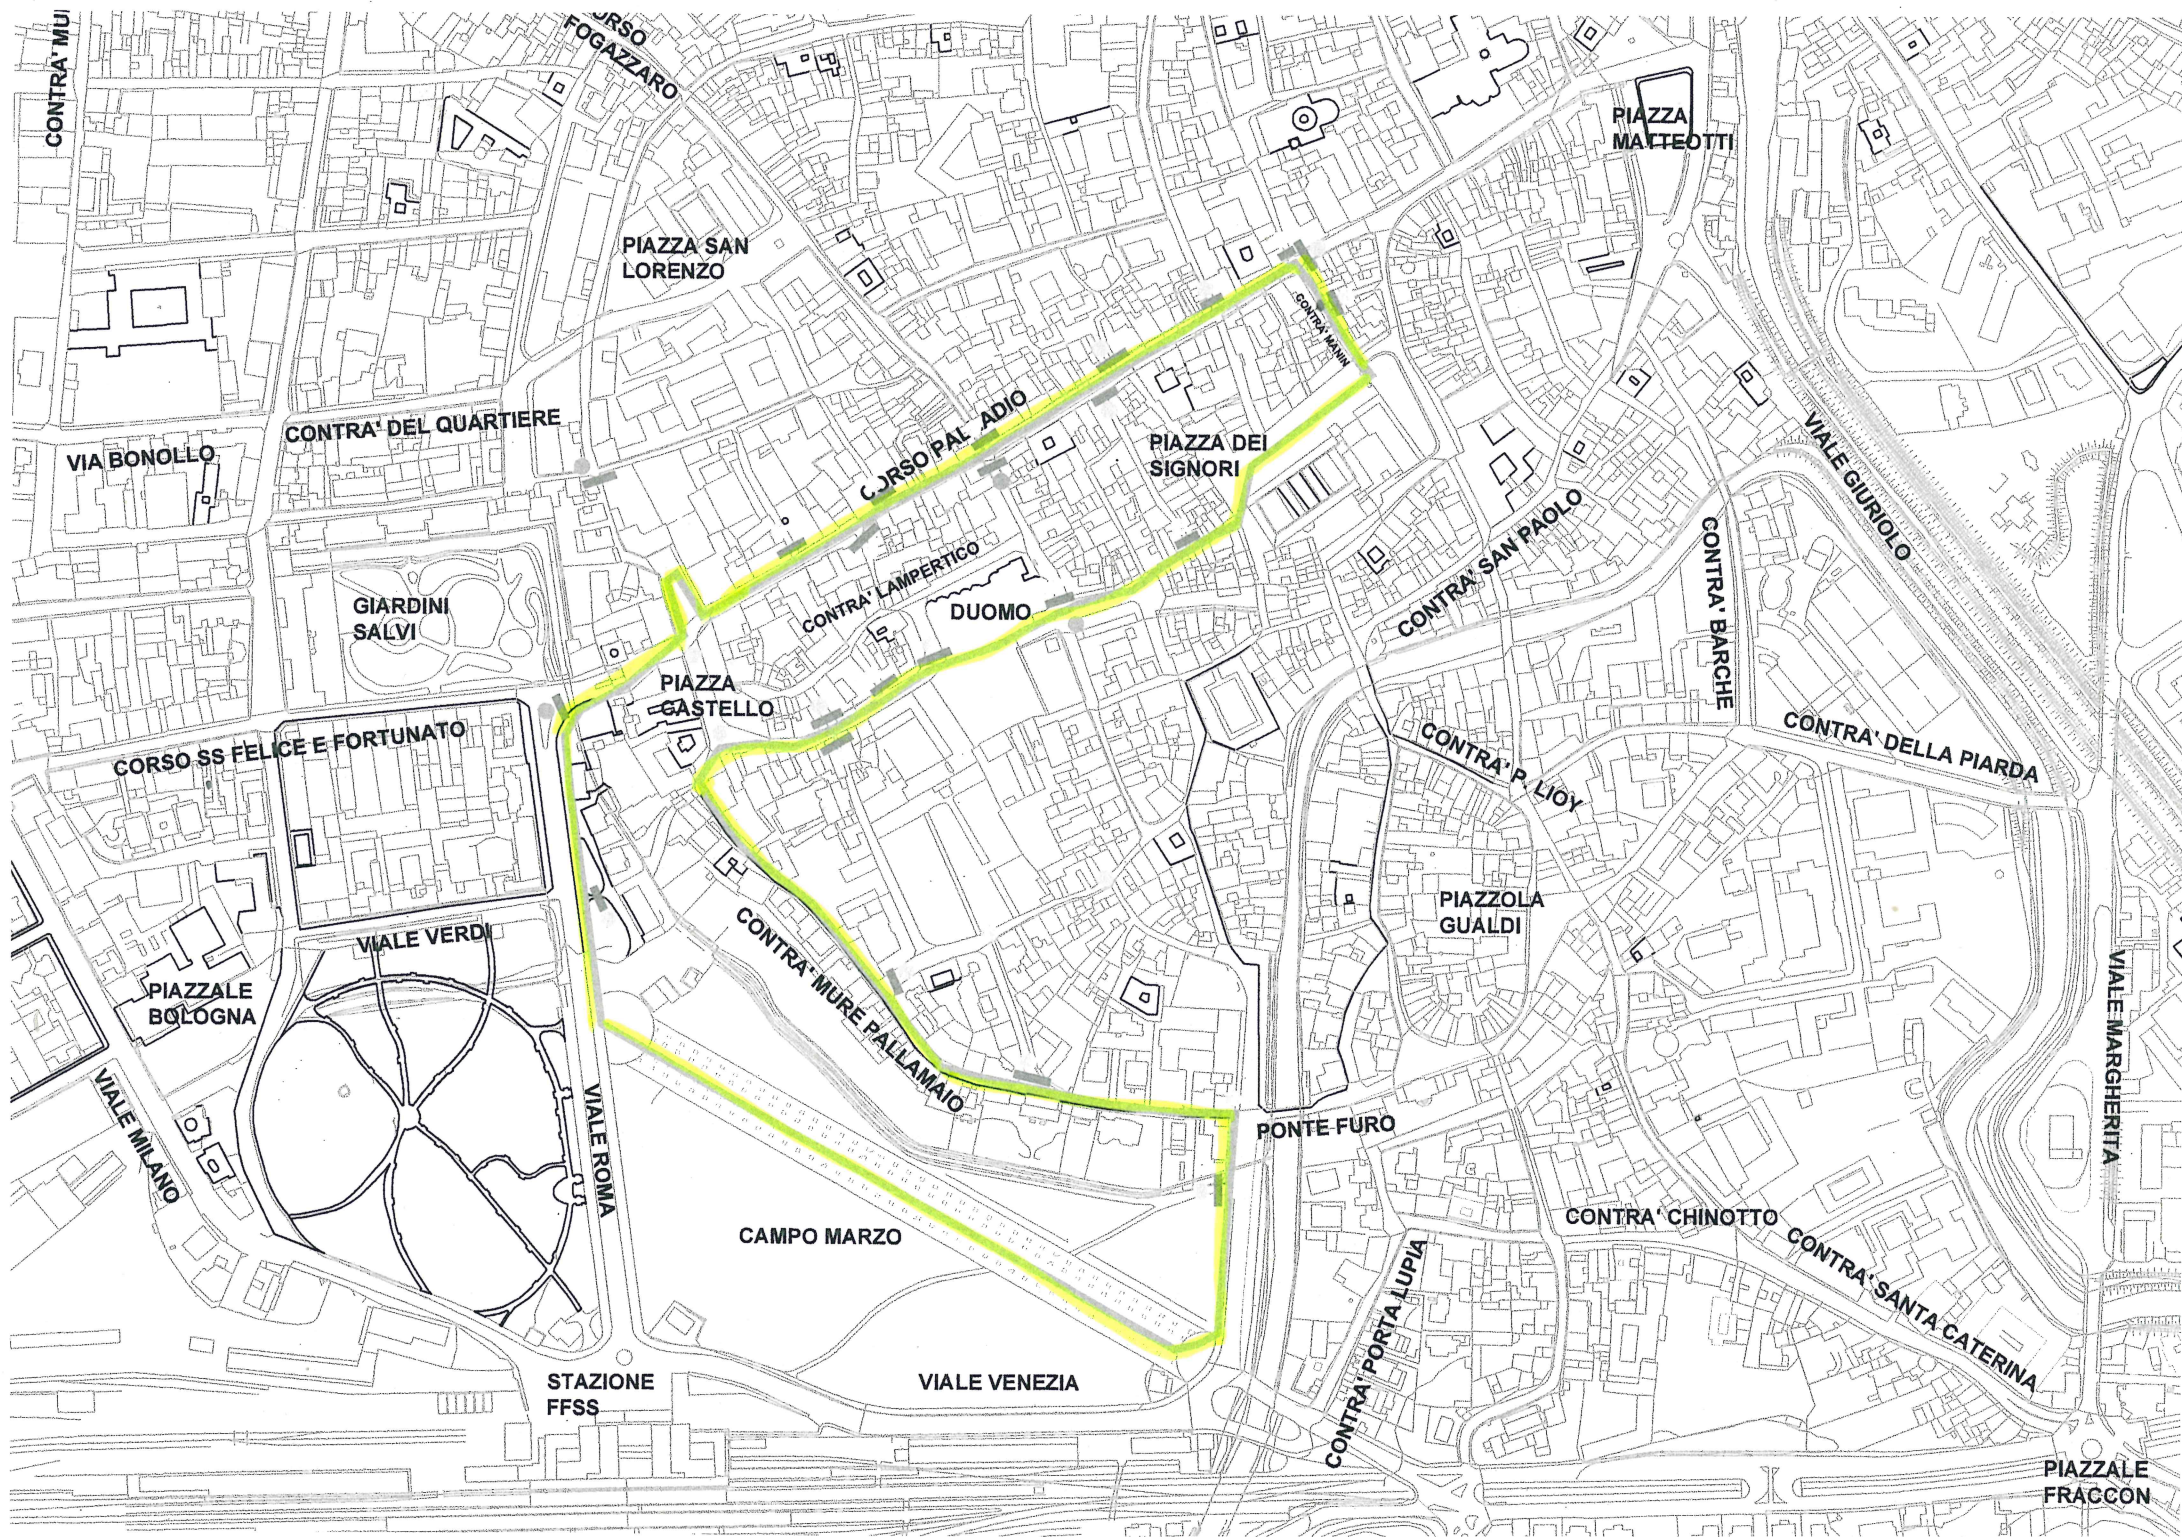 CONTRA' MUI
CORSO
FOGAZZARO
PIAZZA
MATTEOTTI
PIAZZA SAN
LORENZO
CONTRA' MANIN
CONTRA' DEL QUARTIERE
VIA BONOLLO
CORSO PAL ADIO
PIAZZA DEI
SIGNORI
VIALE GIURIOLO
CONTRA' SAN PAOLO
CONTRA' BARCHE
CONTRA' LAMPERTICO
GIARDINI
SALVI
DUOMO
PIAZZA
CASTELLO
CORSO SS FELICE E FORTUNATO
CONTRA' P. LIOY
CONTRA' DELLA PIARDA
VIALE VERDI
CONTRA' MURE PALLAMAIO
PIAZZOLA
GUALDI
PIAZZALE
BOLOGNA
VIALE MARGHERITA
VIALE MILANO
VIALE ROMA
PONTE FURO
CAMPO MARZO
CONTRA' CHINOTTO
CONTRA' SANTA CATERINA
CONTRA' PORTA LUPIA
STAZIONE
FFSS
VIALE VENEZIA
PIAZZALE
FRACCON